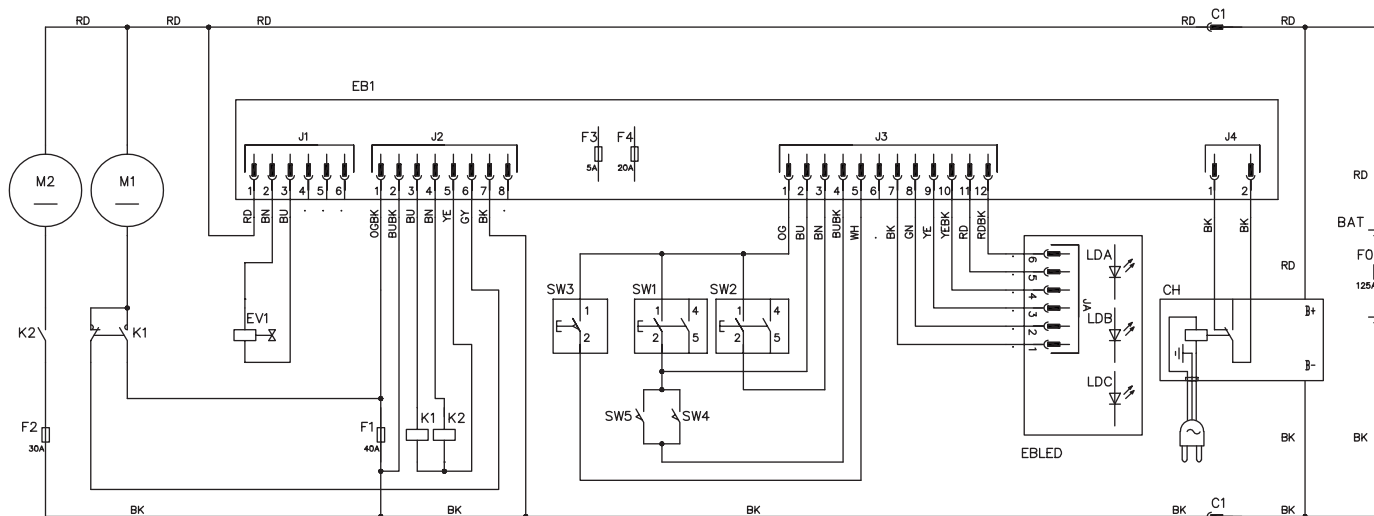 RD RD RD RD C1 RD
EB1
J1 J2 F3 F4 J3 J4
5A 20A
M2 M1
1 2 3 4 5 6 1 2 3 4 5 6 7 8 1 2 3 4 5 6 7 8 9 10 11 12 1 2
RD BN BU . . . OGBK BUBK BU BN YE GY BK . OG BU BN BUBK WH . BK GN YE YEBK RD RDBK BK BK
RD
BAT
FO
125A
RD
SW3 SW1 SW2
1 1 4 1 4
2 2 5 2 5
6 5 4 3 2 1
JA
LDA
LDB
LDC
CH
B+
B-
K2 K1 EV1
SW5 SW4
F2 F1 K1 K2
30A 40A
EBLED
BK BK
BK BK BK BK C1 BK